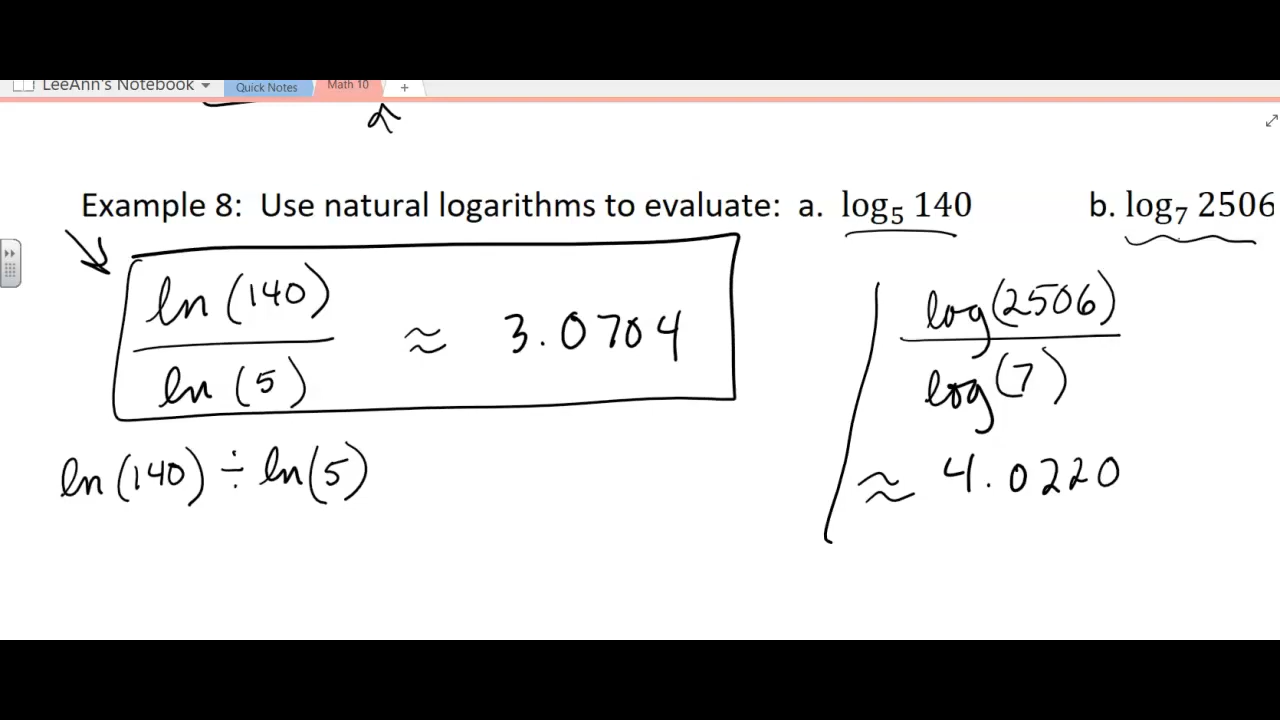 LeeAnn's Notebook Quick Notes Math 10 +
Example 8: Use natural logarithms to evaluate: a. log₅ 140 b. log₇ 2506
ln (140)
ln (5)
≈ 3.0704
ln (140) ÷ ln (5)
log (2506)
log (7)
≈ 4.0220